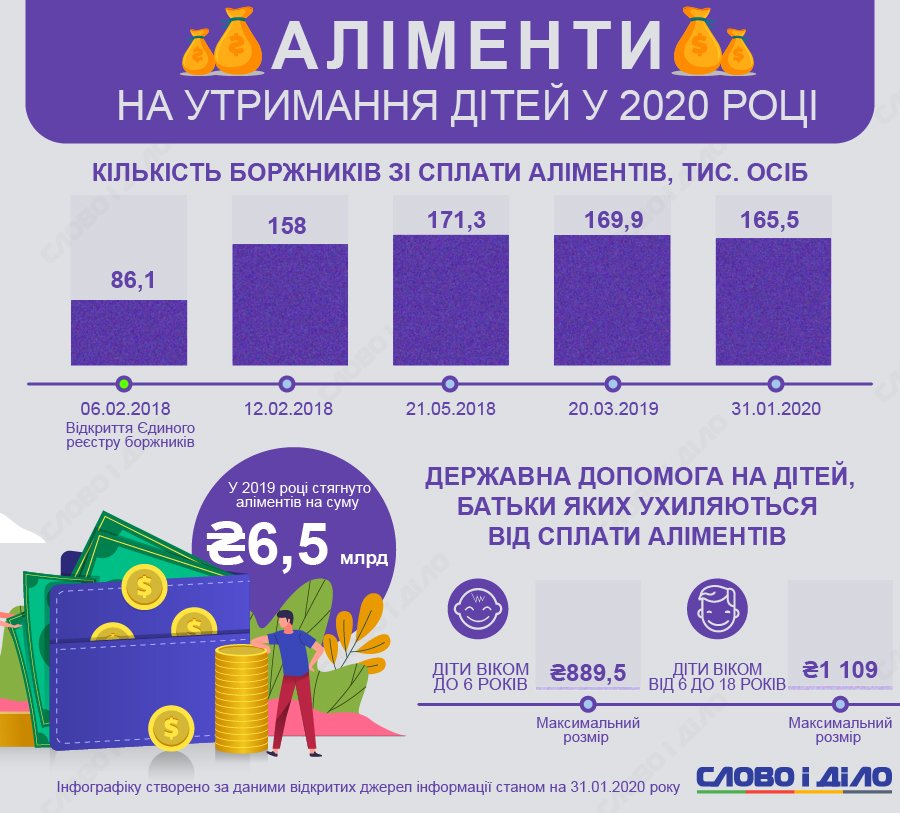 АЛІМЕНТИ
НА УТРИМАННЯ ДІТЕЙ У 2020 РОЦІ
КІЛЬКІСТЬ БОРЖНИКІВ ЗІ СПЛАТИ АЛІМЕНТІВ, ТИС. ОСІБ
86,1
158
171,3
169,9
165,5
06.02.2018
12.02.2018
21.05.2018
20.03.2019
31.01.2020
Відкриття Єдиного
реєстру боржників
У 2019 році стягнуто
аліментів на суму
₴6,5 млрд
ДЕРЖАВНА ДОПОМОГА НА ДІТЕЙ,
БАТЬКИ ЯКИХ УХИЛЯЮТЬСЯ
ВІД СПЛАТИ АЛІМЕНТІВ
ДІТИ ВІКОМ
ДО 6 РОКІВ
₴889,5
Максимальний
розмір
ДІТИ ВІКОМ
ВІД 6 ДО 18 РОКІВ
₴1 109
Максимальний
розмір
Інфографіку створено за даними відкритих джерел інформації станом на 31.01.2020 року
СЛОВО і ДіЛО